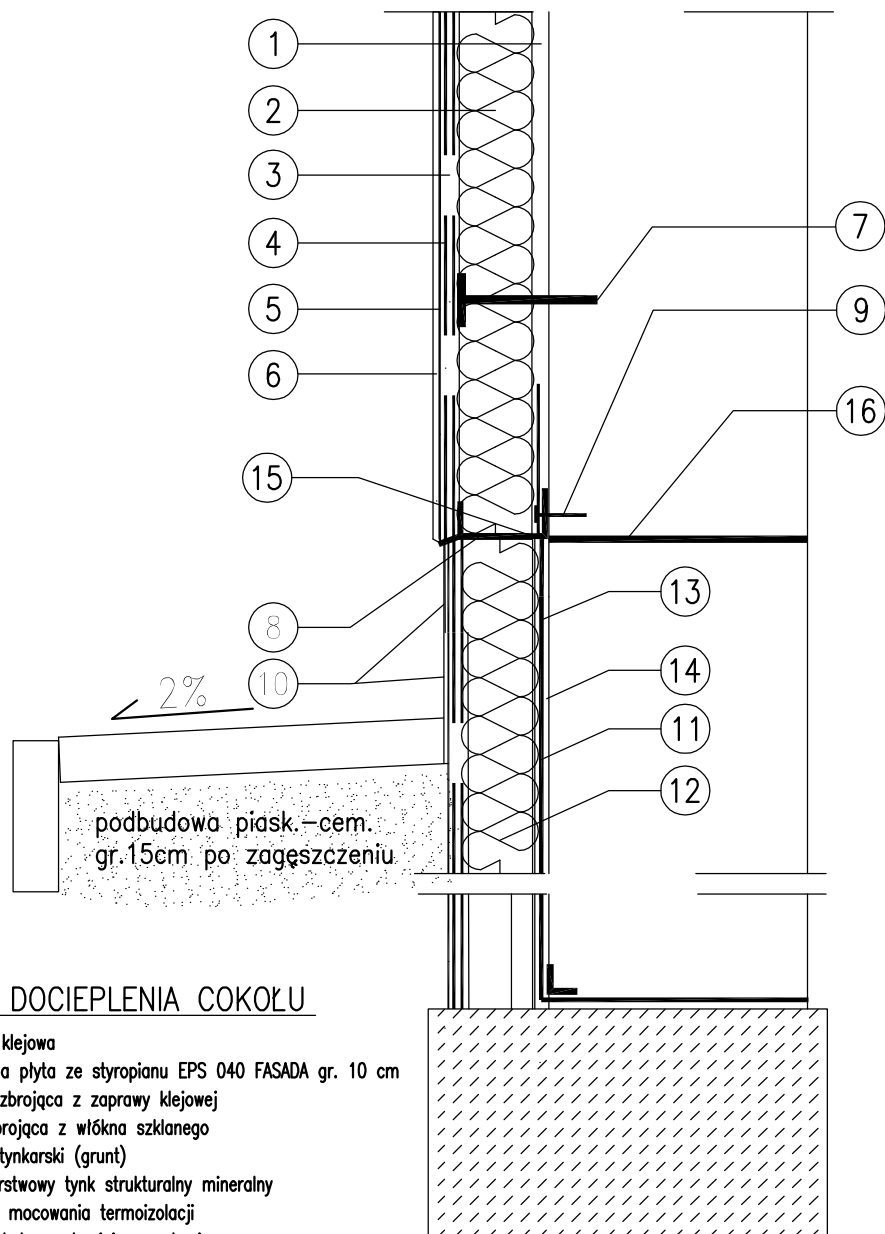 1
2
3
4
7
5
9
6
16
15
13
8
14
10
2%
11
12
podbudowa piask.-cem.
gr.15cm po zagęszczeniu
DOCIEPLENIA COKOŁU
klejowa
a płyta ze styropianu EPS 040 FASADA gr. 10 cm
zbrojąca z zaprawy klejowej
rojąca z włókna szklanego
tynkarski (grunt)
rstwowy tynk strukturalny mineralny
mocowania termoizolacji